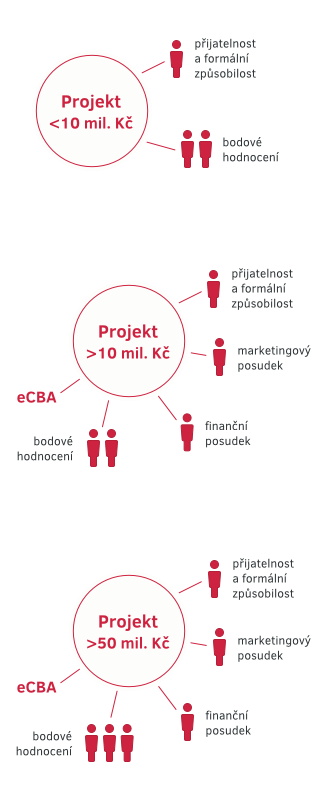 přijatelnost
a formální
způsobilost
Projekt
<10 mil. Kč
bodové
hodnocení
přijatelnost
a formální
způsobilost
Projekt
>10 mil. Kč
marketingový
posudek
eCBA
finanční
posudek
bodové
hodnocení
přijatelnost
a formální
způsobilost
Projekt
>50 mil. Kč
marketingový
posudek
eCBA
finanční
posudek
bodové
hodnocení